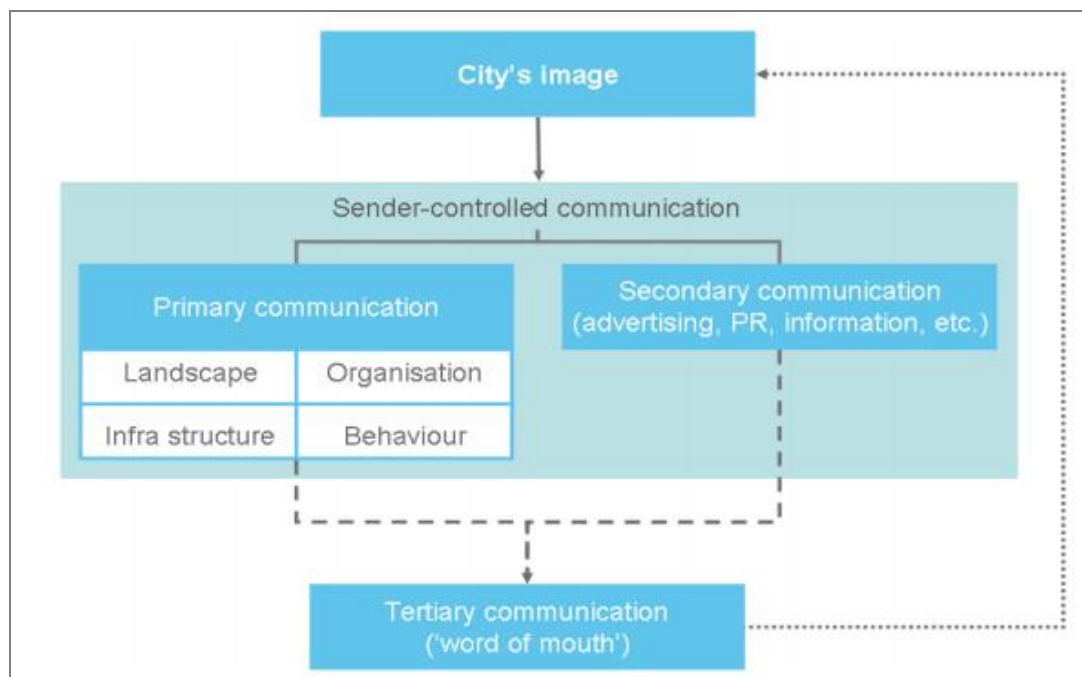 City's image
Sender-controlled communication
Primary communication
Secondary communication
(advertising, PR, information, etc.)
Landscape
Organisation
Infra structure
Behaviour
Tertiary communication
(‘word of mouth’)